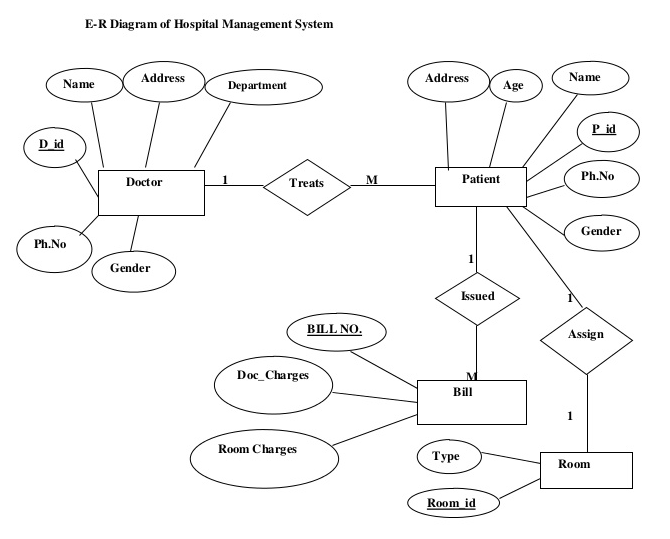 E-R Diagram of Hospital Management System
Name
Address
Department
Address
Age
Name
D_id
P_id
Doctor
1
Treats
M
Patient
Ph.No
Ph.No
Gender
Gender
1
Issued
1
Assign
BILL NO.
Doc_Charges
M
Bill
1
Room Charges
Type
Room
Room_id